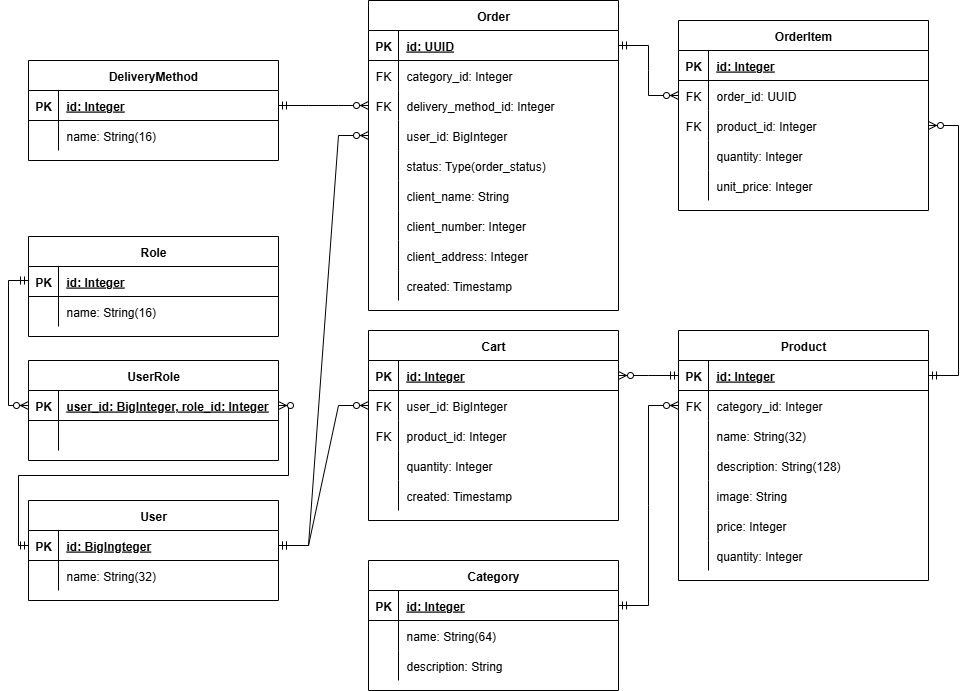 Order
PK id: UUID
FK category_id: Integer
FK delivery_method_id: Integer
user_id: BigInteger
status: Type(order_status)
client_name: String
client_number: Integer
client_address: Integer
created: Timestamp
OrderItem
PK id: Integer
FK order_id: UUID
FK product_id: Integer
quantity: Integer
unit_price: Integer
DeliveryMethod
PK id: Integer
name: String(16)
Role
PK id: Integer
name: String(16)
UserRole
PK user_id: BigInteger, role_id: Integer
User
PK id: BigIngteger
name: String(32)
Cart
PK id: Integer
FK user_id: BigInteger
FK product_id: Integer
quantity: Integer
created: Timestamp
Product
PK id: Integer
FK category_id: Integer
name: String(32)
description: String(128)
image: String
price: Integer
quantity: Integer
Category
PK id: Integer
name: String(64)
description: String